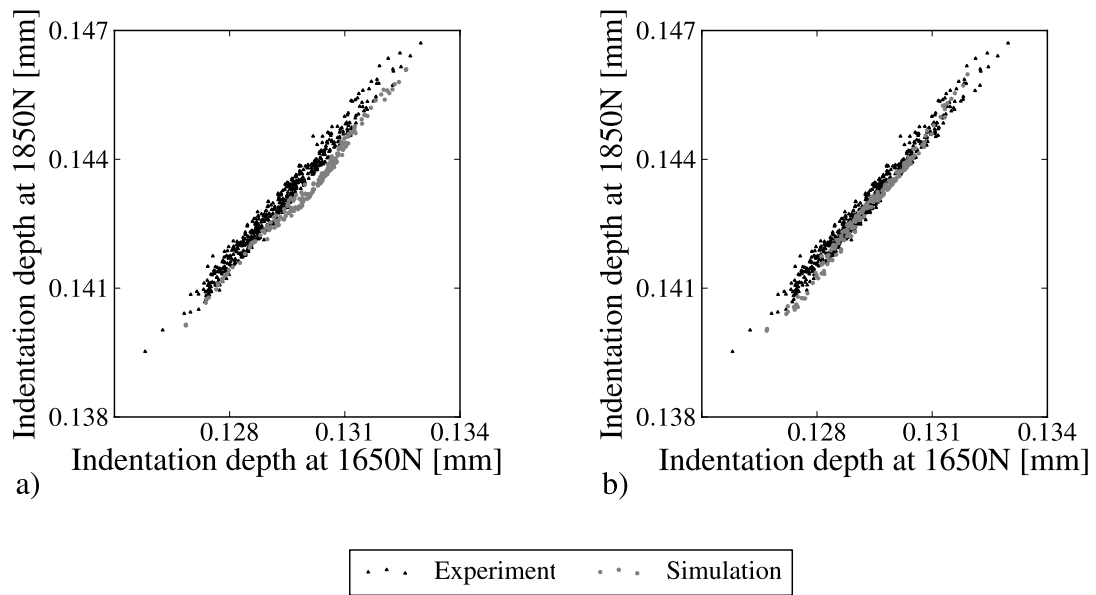 Indentation depth at 1850N [mm]
0.147
0.144
0.141
0.138
0.128
0.131
0.134
Indentation depth at 1650N [mm]
a)
Indentation depth at 1850N [mm]
0.147
0.144
0.141
0.138
0.128
0.131
0.134
Indentation depth at 1650N [mm]
b)
Experiment
Simulation